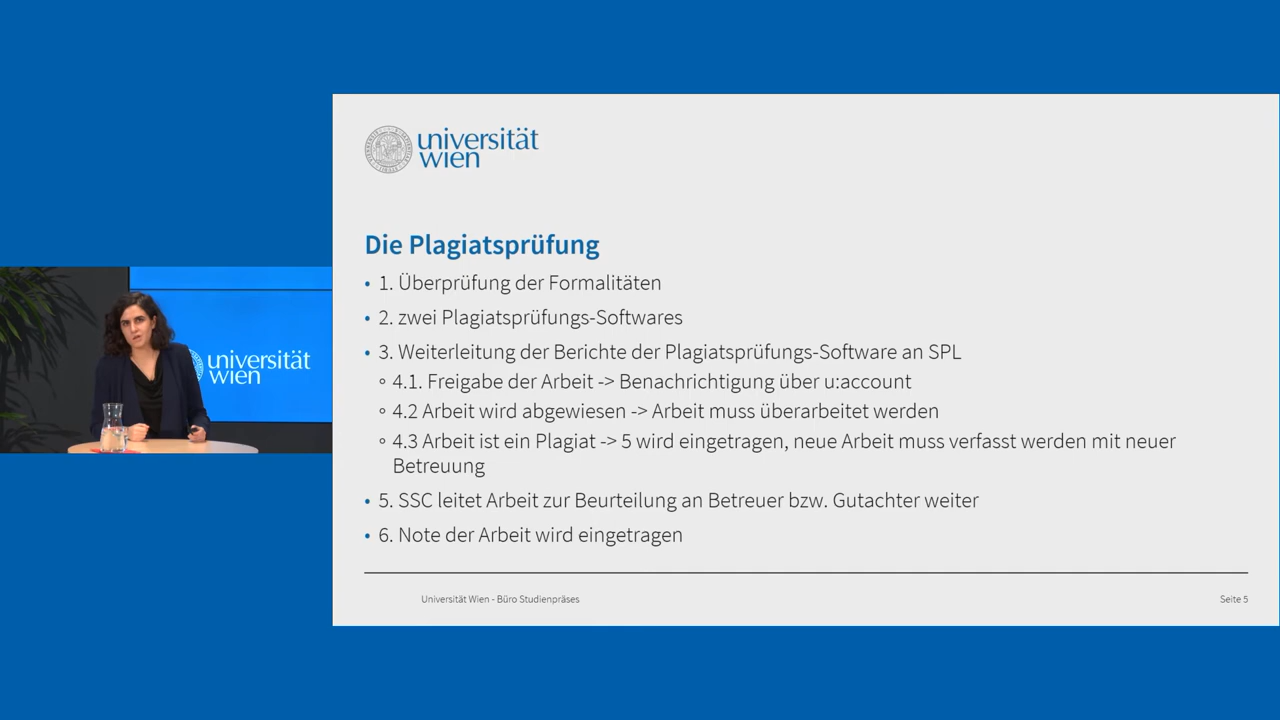 universität
wien
Die Plagiatsprüfung
• 1. Überprüfung der Formalitäten
• 2. zwei Plagiatsprüfungs-Softwares
• 3. Weiterleitung der Berichte der Plagiatsprüfungs-Software an SPL
◦ 4.1. Freigabe der Arbeit -> Benachrichtigung über u:account
◦ 4.2 Arbeit wird abgewiesen -> Arbeit muss überarbeitet werden
◦ 4.3 Arbeit ist ein Plagiat -> 5 wird eingetragen, neue Arbeit muss verfasst werden mit neuer
Betreuung
• 5. SSC leitet Arbeit zur Beurteilung an Betreuer bzw. Gutachter weiter
• 6. Note der Arbeit wird eingetragen
Universität Wien - Büro Studienpräses
Seite 5
universität
wien